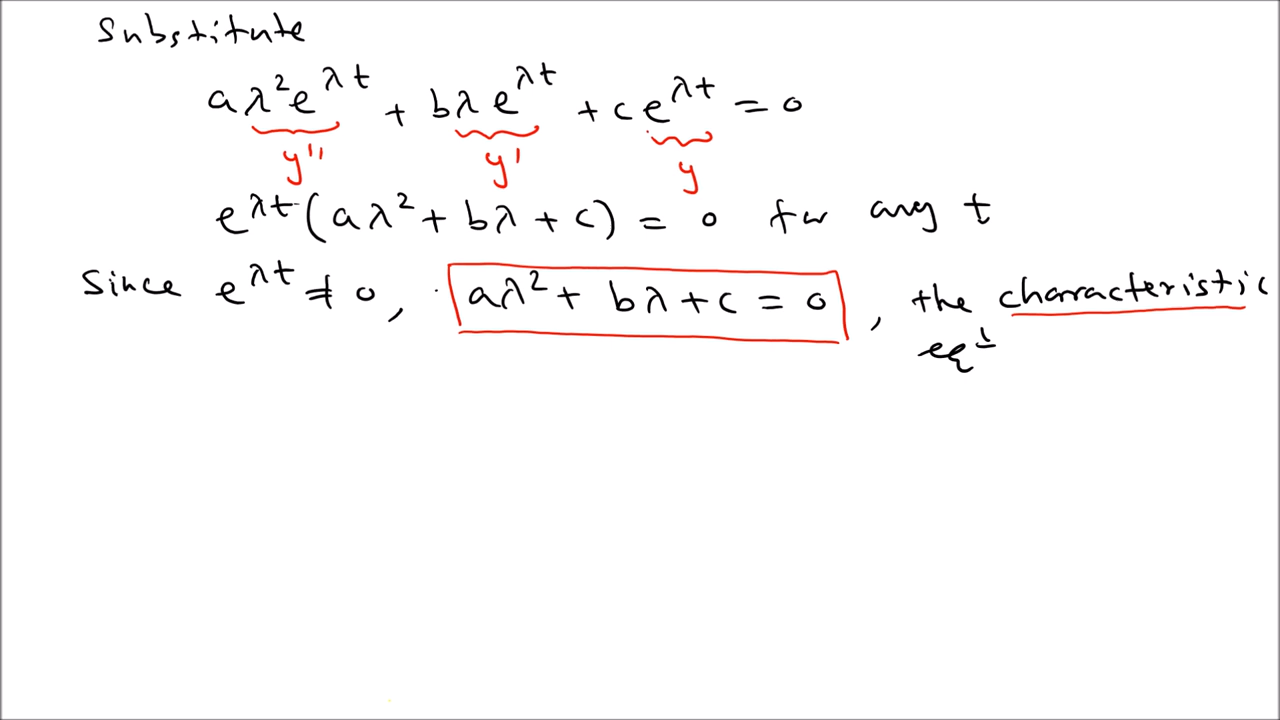 Substitute
aλ²e^{λt} + bλe^{λt} + ce^{λt} = 0
y'' y' y
e^{λt}(aλ² + bλ + c) = 0 for any t
Since e^{λt} ≠ 0, aλ² + bλ + c = 0, the characteristic
eqⁿ